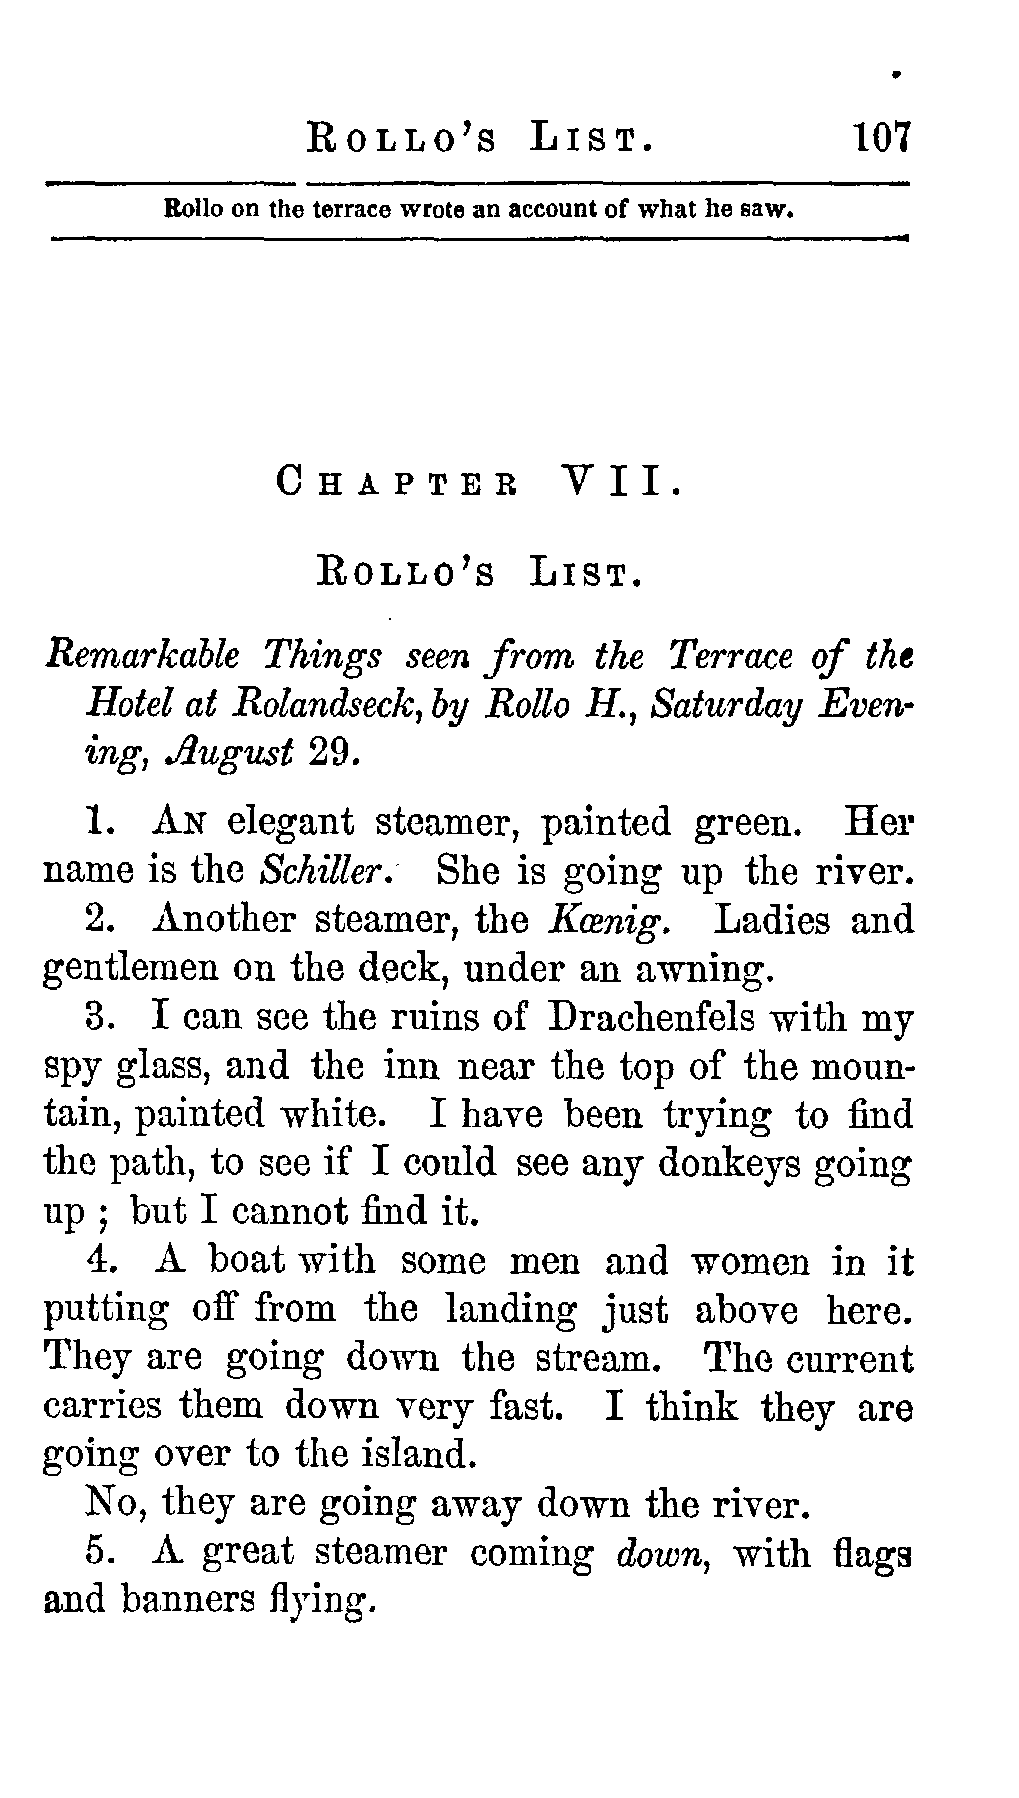 ROLLO'S LIST. 107
Rollo on the terrace wrote an account of what he saw.
CHAPTER VII.
ROLLO'S LIST.
Remarkable Things seen from the Terrace of the
Hotel at Rolandseck, by Rollo H., Saturday Even-
ing, August 29.
1. AN elegant steamer, painted green. Her
name is the Schiller. She is going up the river.
2. Another steamer, the Kœnig. Ladies and
gentlemen on the deck, under an awning.
3. I can see the ruins of Drachenfels with my
spy glass, and the inn near the top of the moun-
tain, painted white. I have been trying to find
the path, to see if I could see any donkeys going
up ; but I cannot find it.
4. A boat with some men and women in it
putting off from the landing just above here.
They are going down the stream. The current
carries them down very fast. I think they are
going over to the island.
No, they are going away down the river.
5. A great steamer coming down, with flags
and banners flying.